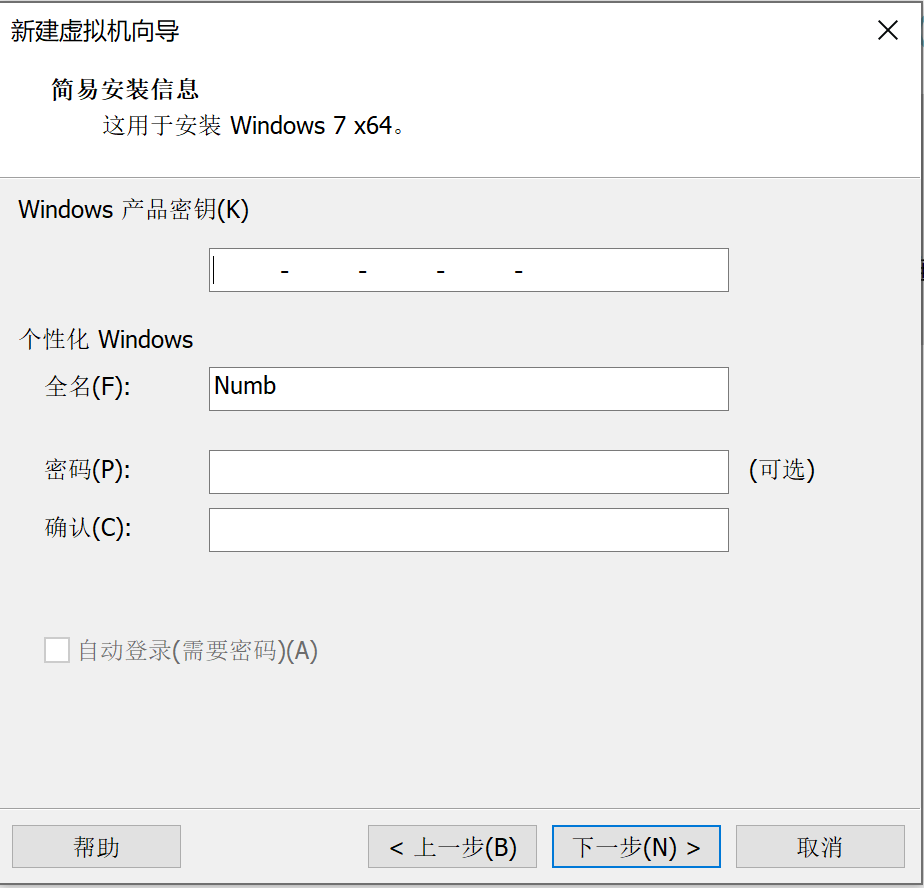 新建虚拟机向导
简易安装信息
这用于安装 Windows 7 x64。
Windows 产品密钥(K)
- - - -
个性化 Windows
全名(F): Numb
密码(P): (可选)
确认(C):
自动登录(需要密码)(A)
帮助 < 上一步(B) 下一步(N) > 取消